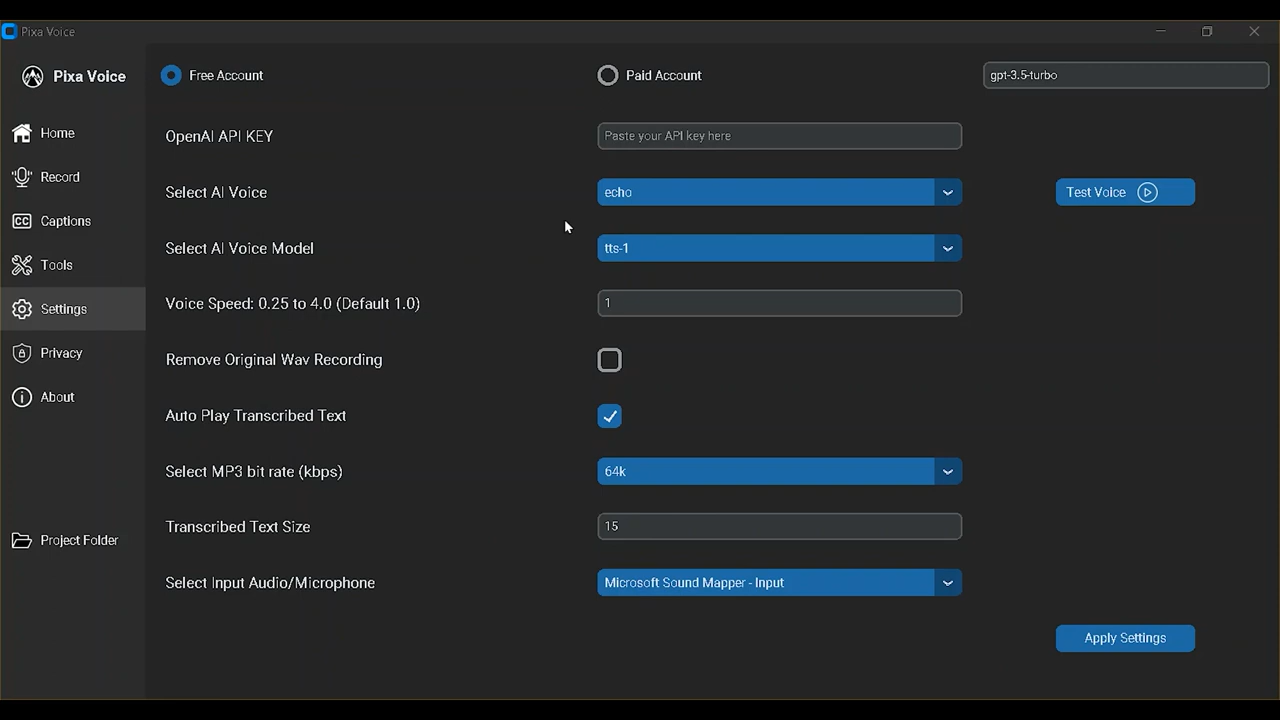 Pixa Voice
Pixa Voice
Free Account
Paid Account
gpt-3.5-turbo
Home
OpenAI API KEY
Paste your API key here
Record
Select AI Voice
echo
Test Voice
Captions
Select AI Voice Model
tts-1
Tools
Settings
Voice Speed: 0.25 to 4.0 (Default 1.0)
1
Privacy
Remove Original Wav Recording
About
Auto Play Transcribed Text
Select MP3 bit rate (kbps)
64k
Transcribed Text Size
15
Project Folder
Select Input Audio/Microphone
Microsoft Sound Mapper - Input
Apply Settings
CC